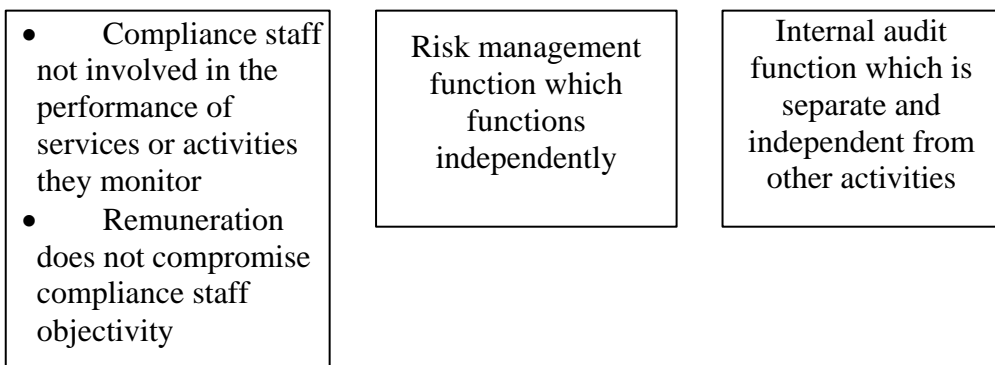 • Compliance staff
not involved in the
performance of
services or activities
they monitor
• Remuneration
does not compromise
compliance staff
objectivity
Risk management
function which
functions
independently
Internal audit
function which is
separate and
independent from
other activities